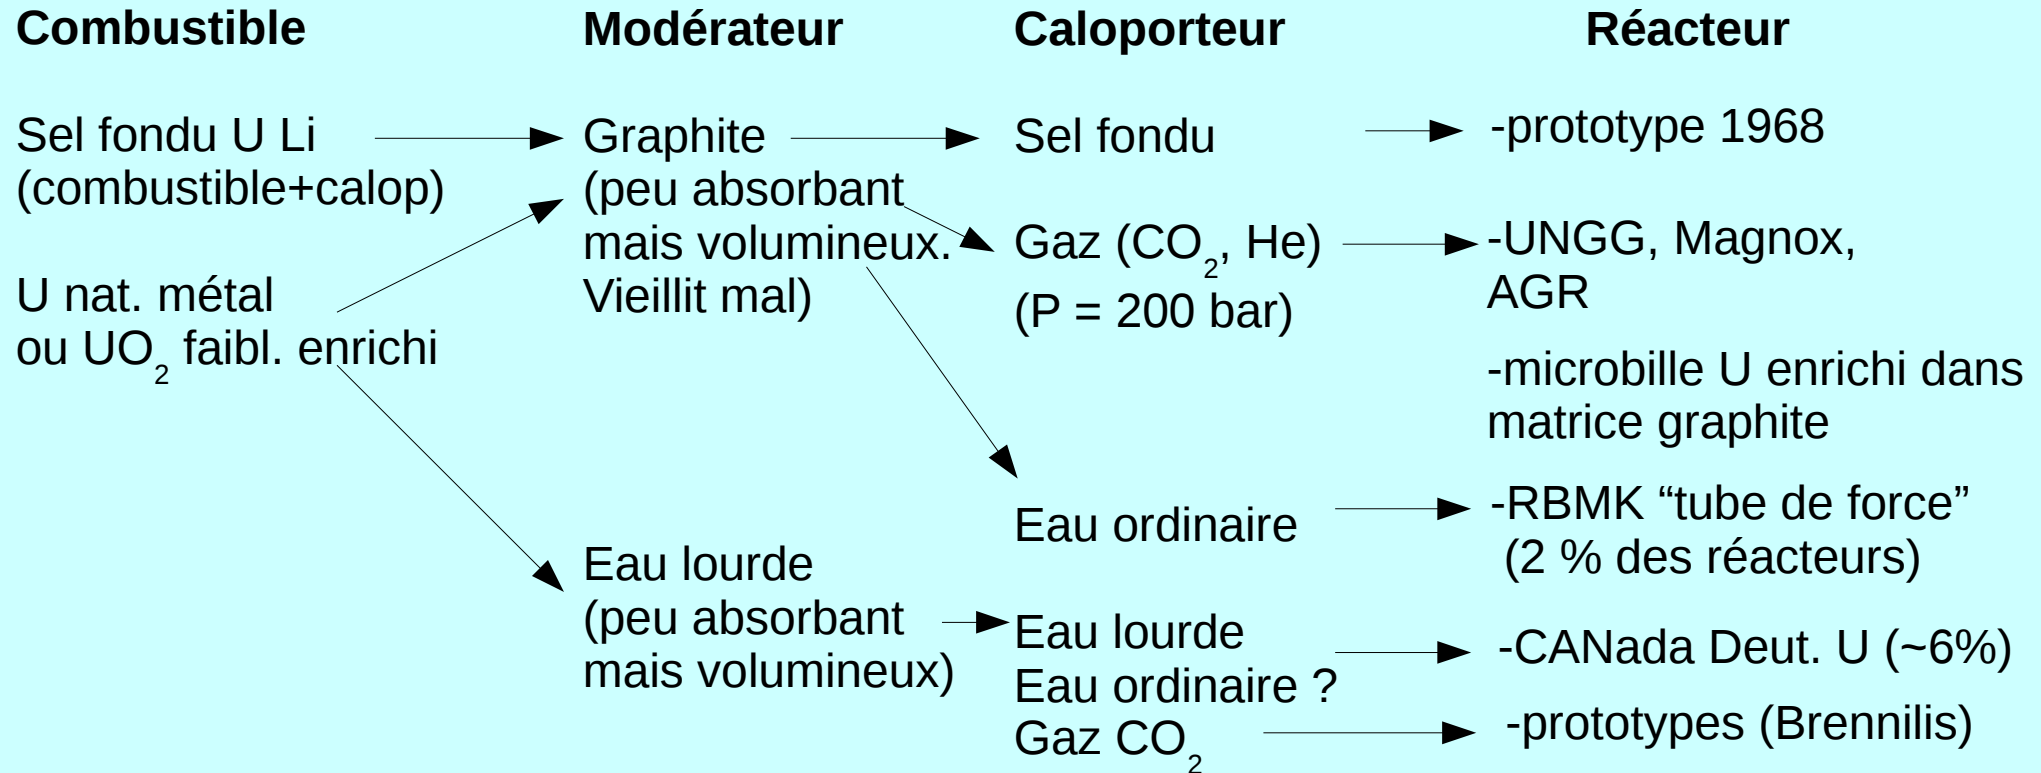 Combustible
Modérateur
Caloporteur
Réacteur
Sel fondu U Li
(combustible+calop)
U nat. métal
ou UO₂ faibl. enrichi
Graphite
(peu absorbant
mais volumineux.
Vieillit mal)
Eau lourde
(peu absorbant
mais volumineux)
Sel fondu
Gaz (CO₂, He)
(P = 200 bar)
Eau ordinaire
Eau lourde
Eau ordinaire ?
Gaz CO₂
-prototype 1968
-UNGG, Magnox,
AGR
-microbille U enrichi dans
matrice graphite
-RBMK “tube de force”
(2 % des réacteurs)
-CANada Deut. U (~6%)
-prototypes (Brennilis)